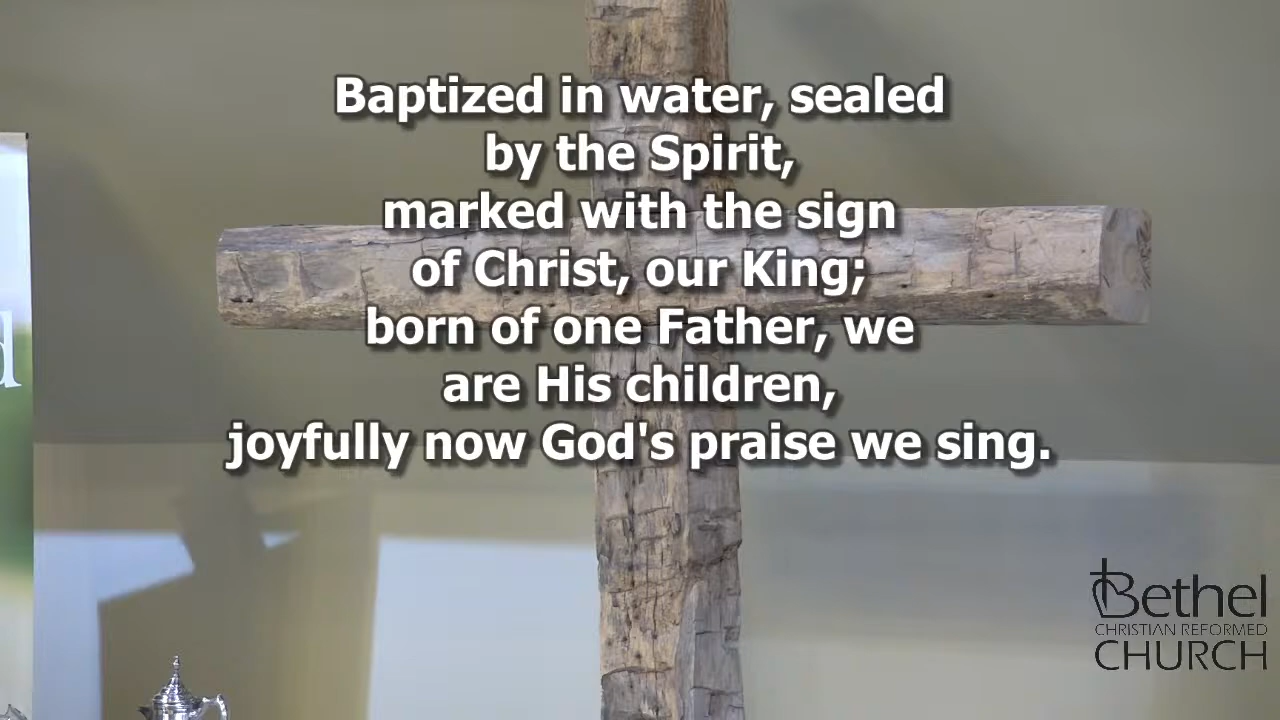 Baptized in water, sealed
by the Spirit,
marked with the sign
of Christ, our King;
born of one Father, we
are His children,
joyfully now God's praise we sing.
d
Bethel
CHRISTIAN REFORMED
CHURCH